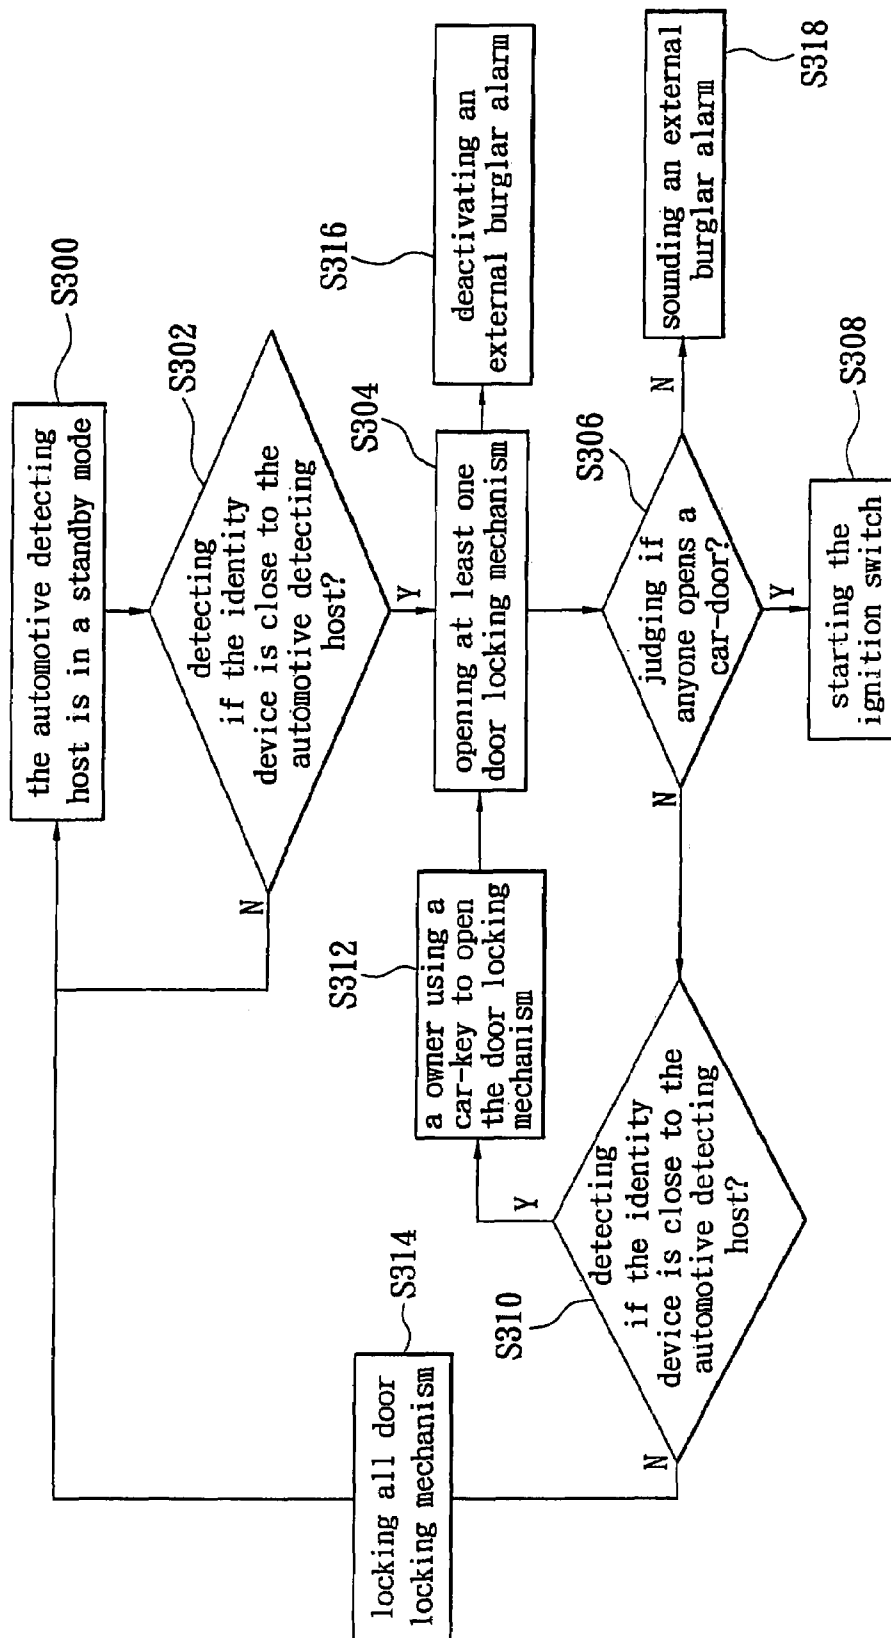 S300
the automotive detecting
host is in a standby mode
S302
detecting
if the identity
device is close to the
automotive detecting
host?
N
Y
S304
opening at least one
door locking mechanism
S316
deactivating an
external burglar alarm
S306
judging if
anyone opens a
car-door?
N
sounding an external
burglar alarm
S318
Y
starting the
ignition switch
S308
N
S310
detecting
if the identity
device is close to the
automotive detecting
host?
Y
S312
a owner using a
car-key to open
the door locking
mechanism
N
S314
locking all door
locking mechanism